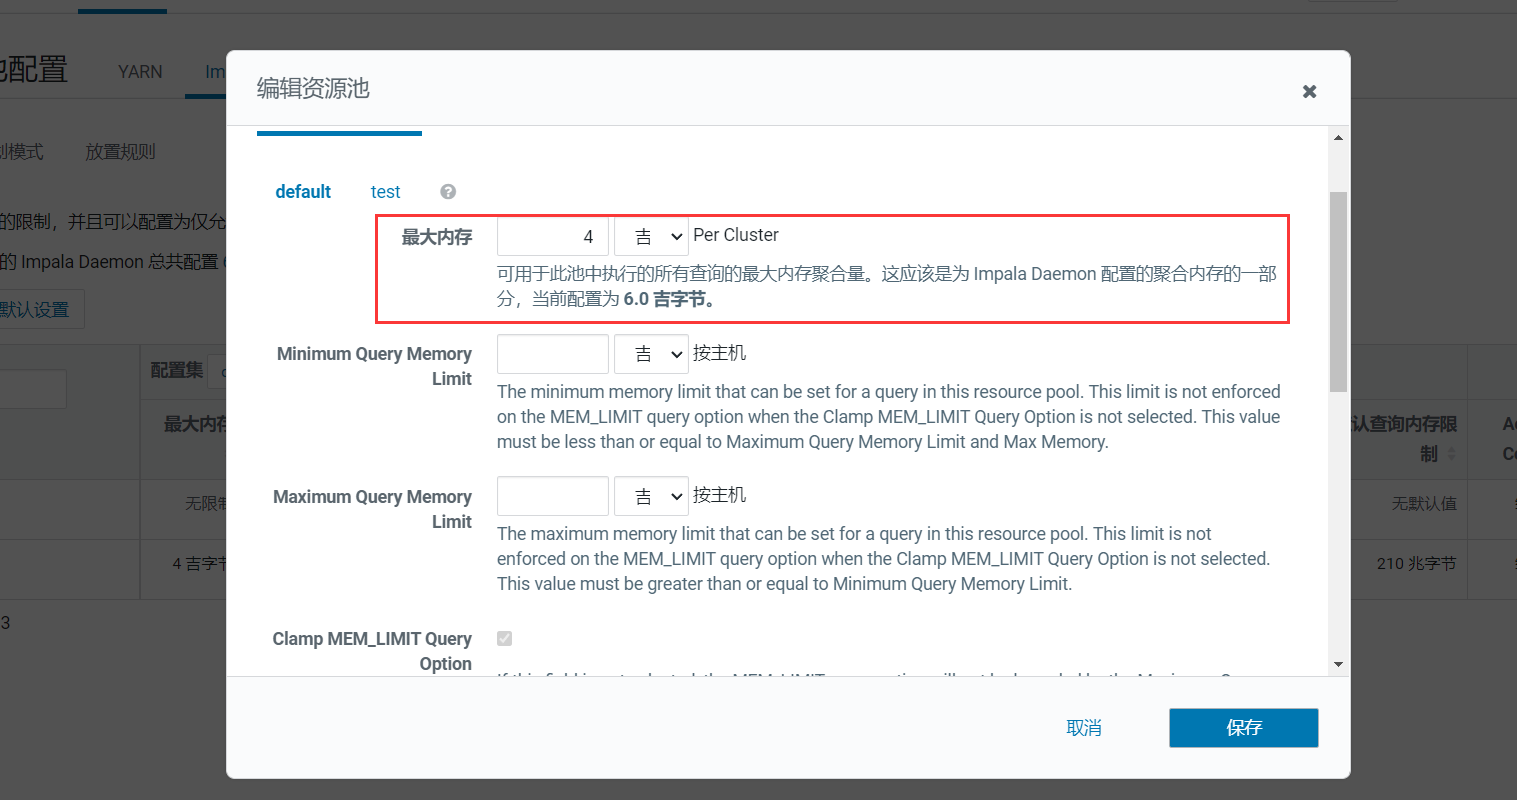 池配置
YARN
Im
编辑资源池
划模式
放置规则
default
test
的限制，并且可以配置为仅允
最大内存
4
吉
Per Cluster
的 Impala Daemon 总共配置 6
可用于此池中执行的所有查询的最大内存聚合量。这应该是为 Impala Daemon 配置的聚合内存的一部
分，当前配置为 6.0 吉字节。
默认设置
Minimum Query Memory
Limit
吉
按主机
配置集
The minimum memory limit that can be set for a query in this resource pool. This limit is not enforced
on the MEM_LIMIT query option when the Clamp MEM_LIMIT Query Option is not selected. This value
must be less than or equal to Maximum Query Memory Limit and Max Memory.
最大内存
认查询内存限
制
Maximum Query Memory
Limit
吉
按主机
无限制
无默认值
The maximum memory limit that can be set for a query in this resource pool. This limit is not
enforced on the MEM_LIMIT query option when the Clamp MEM_LIMIT Query Option is not selected.
This value must be greater than or equal to Minimum Query Memory Limit.
4 吉字节
210 兆字节
3
Clamp MEM_LIMIT Query
Option
取消
保存